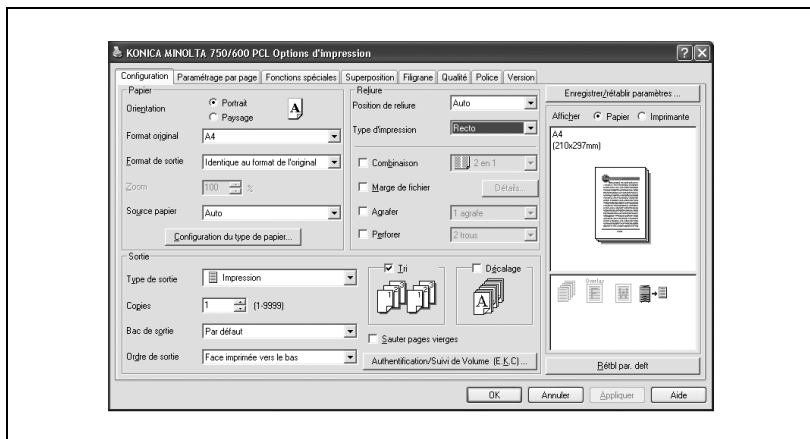 KONICA MINOLTA 750/600 PCL Options d'impression
Configuration Paramétrage par page Fonctions spéciales Superposition Filigrane Qualité Police Version
Papier
Orientation
Portrait
Paysage
A
Format original
A4
Format de sortie
Identique au format de l'original
Zoom
100 %
Source papier
Auto
Configuration du type de papier...
Reliure
Position de reliure
Auto
Type d'impression
Recto
Combinaison
2 en 1
Marge de fichier
Détails...
Agrafer
1 agrafe
Perforer
2 trous
Sortie
Type de sortie
Impression
Copies
1 (1-9999)
Bac de sortie
Par défaut
Ordre de sortie
Face imprimée vers le bas
Tri
Décalage
A
Sauter pages vierges
Authentification/Suivi de Volume (E.K.C)...
Enregistrer/rétablir paramètres ...
Afficher Papier Imprimante
A4
(210x297mm)
Overlay
Rétbl par. deft
OK Annuler Appliquer Aide